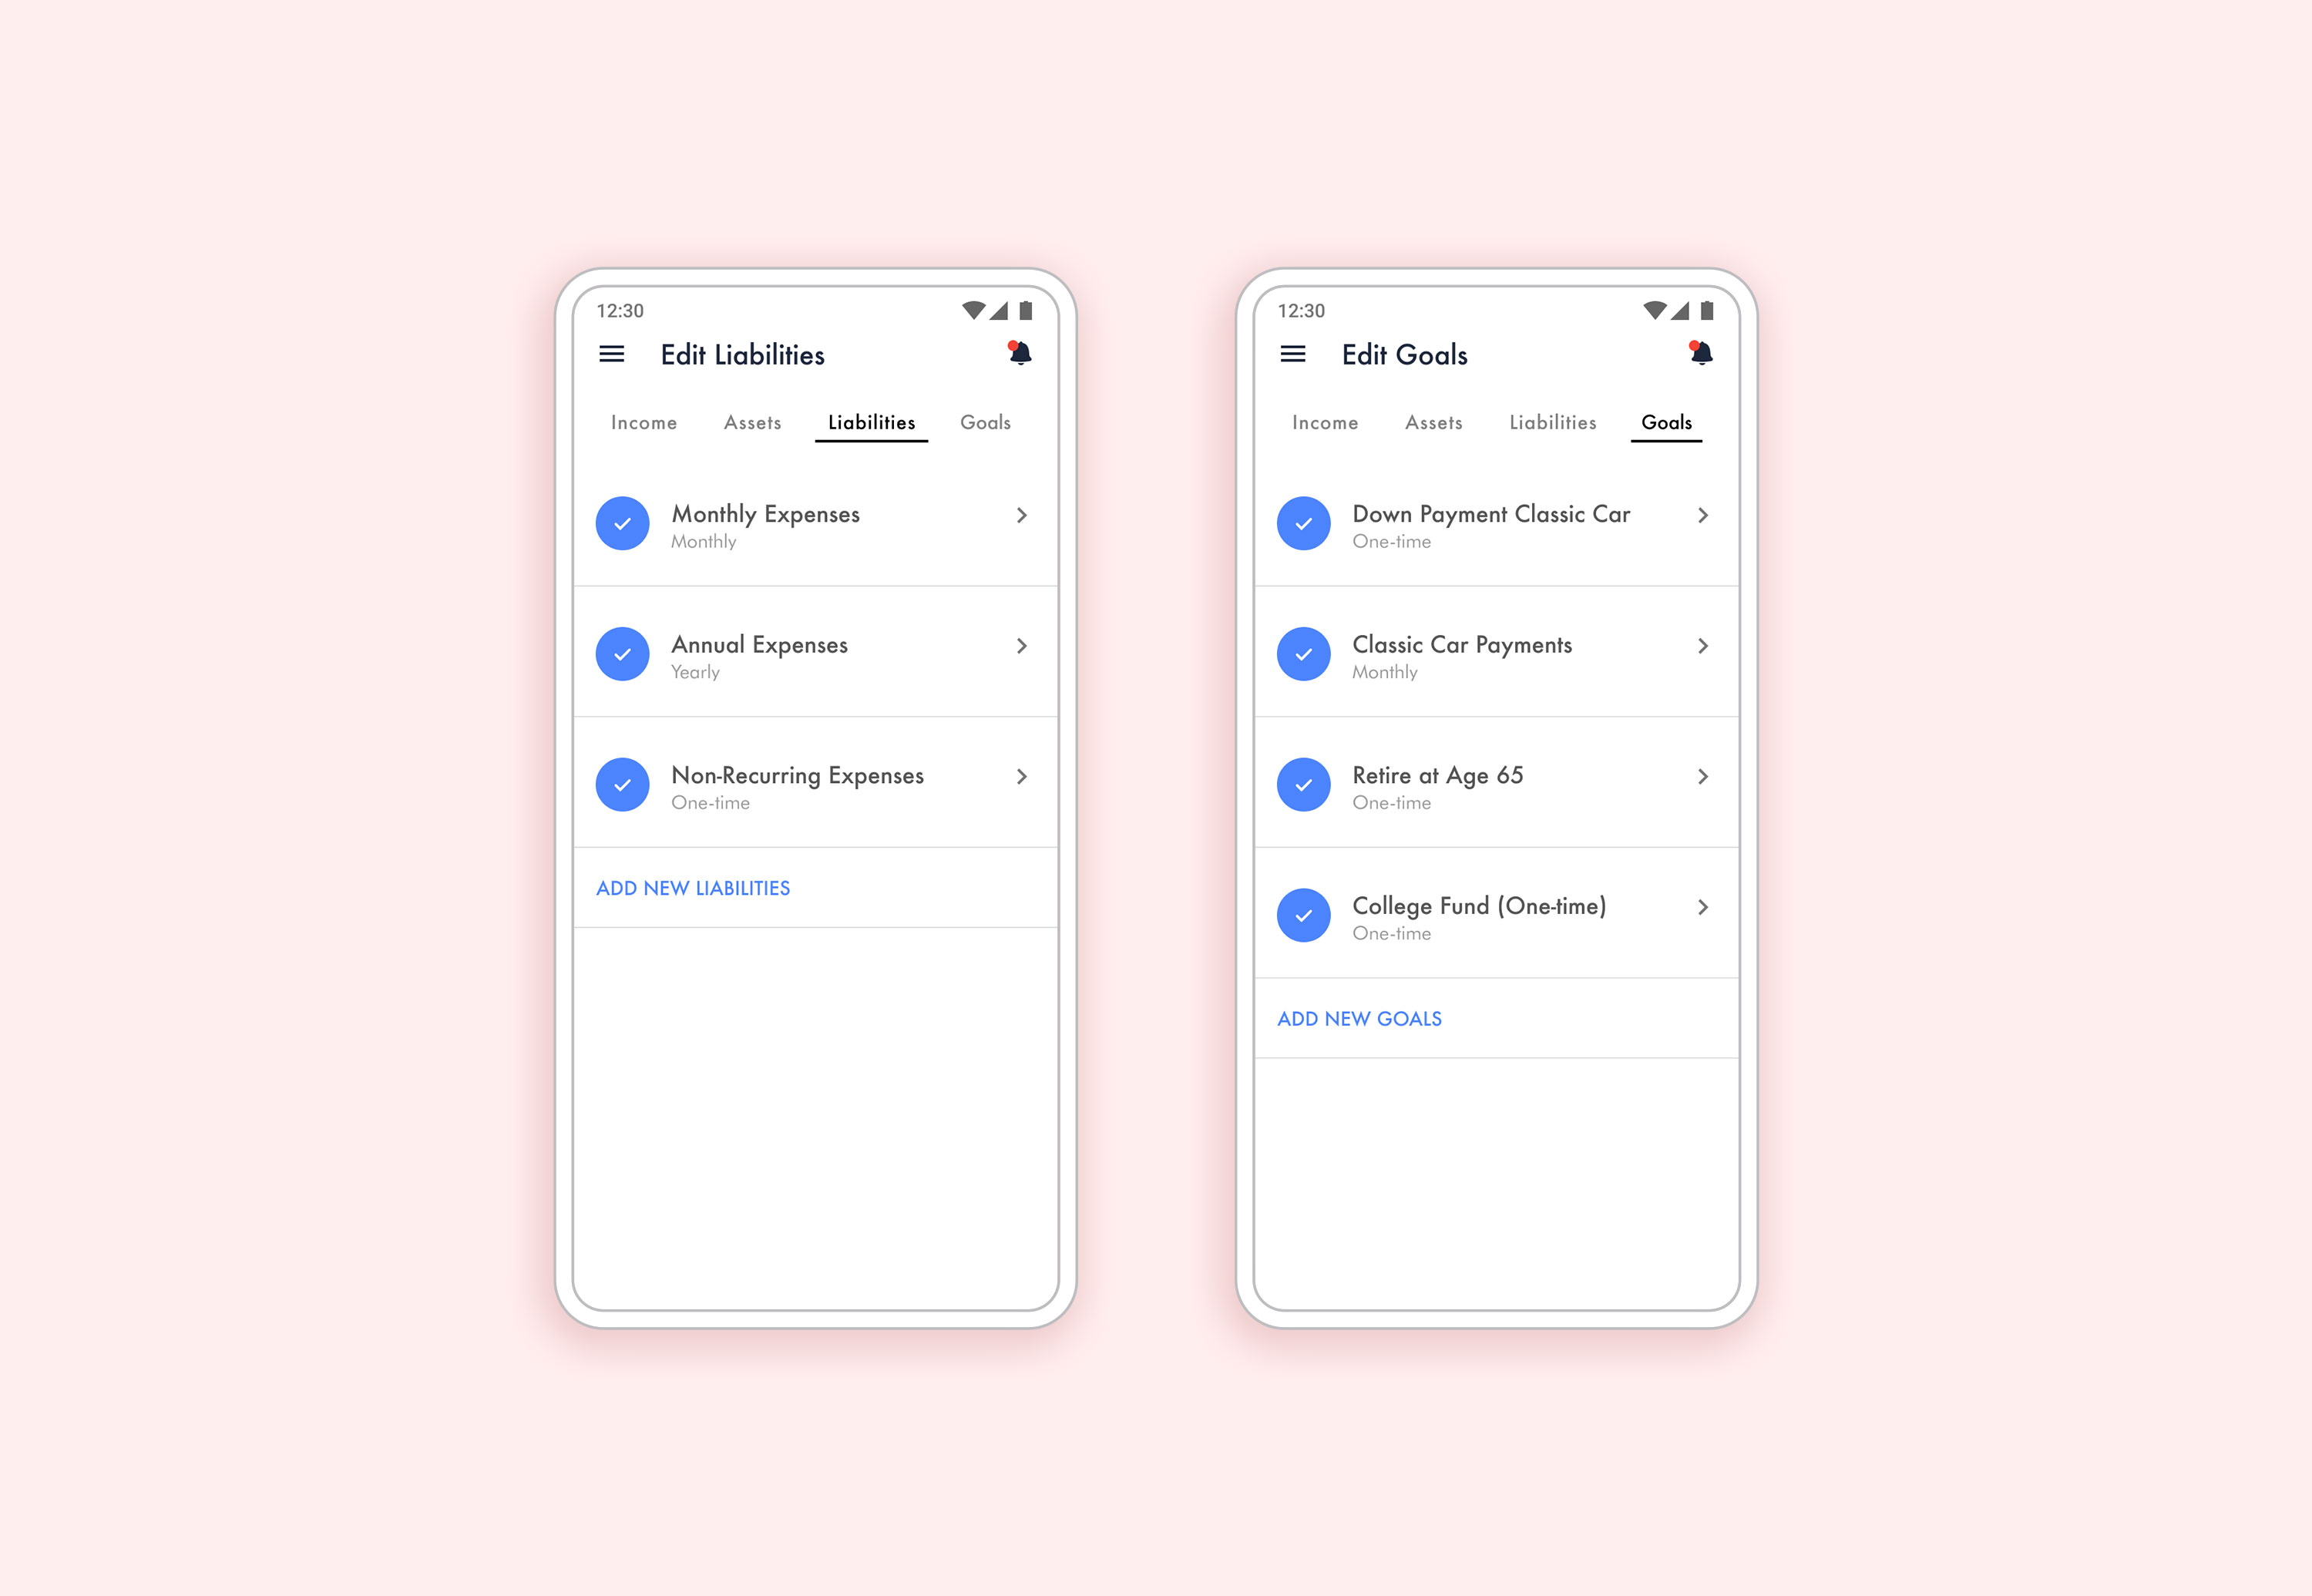 12:30
Edit Liabilities
Income Assets Liabilities Goals
Monthly Expenses
Monthly
Annual Expenses
Yearly
Non-Recurring Expenses
One-time
ADD NEW LIABILITIES
12:30
Edit Goals
Income Assets Liabilities Goals
Down Payment Classic Car
One-time
Classic Car Payments
Monthly
Retire at Age 65
One-time
College Fund (One-time)
One-time
ADD NEW GOALS